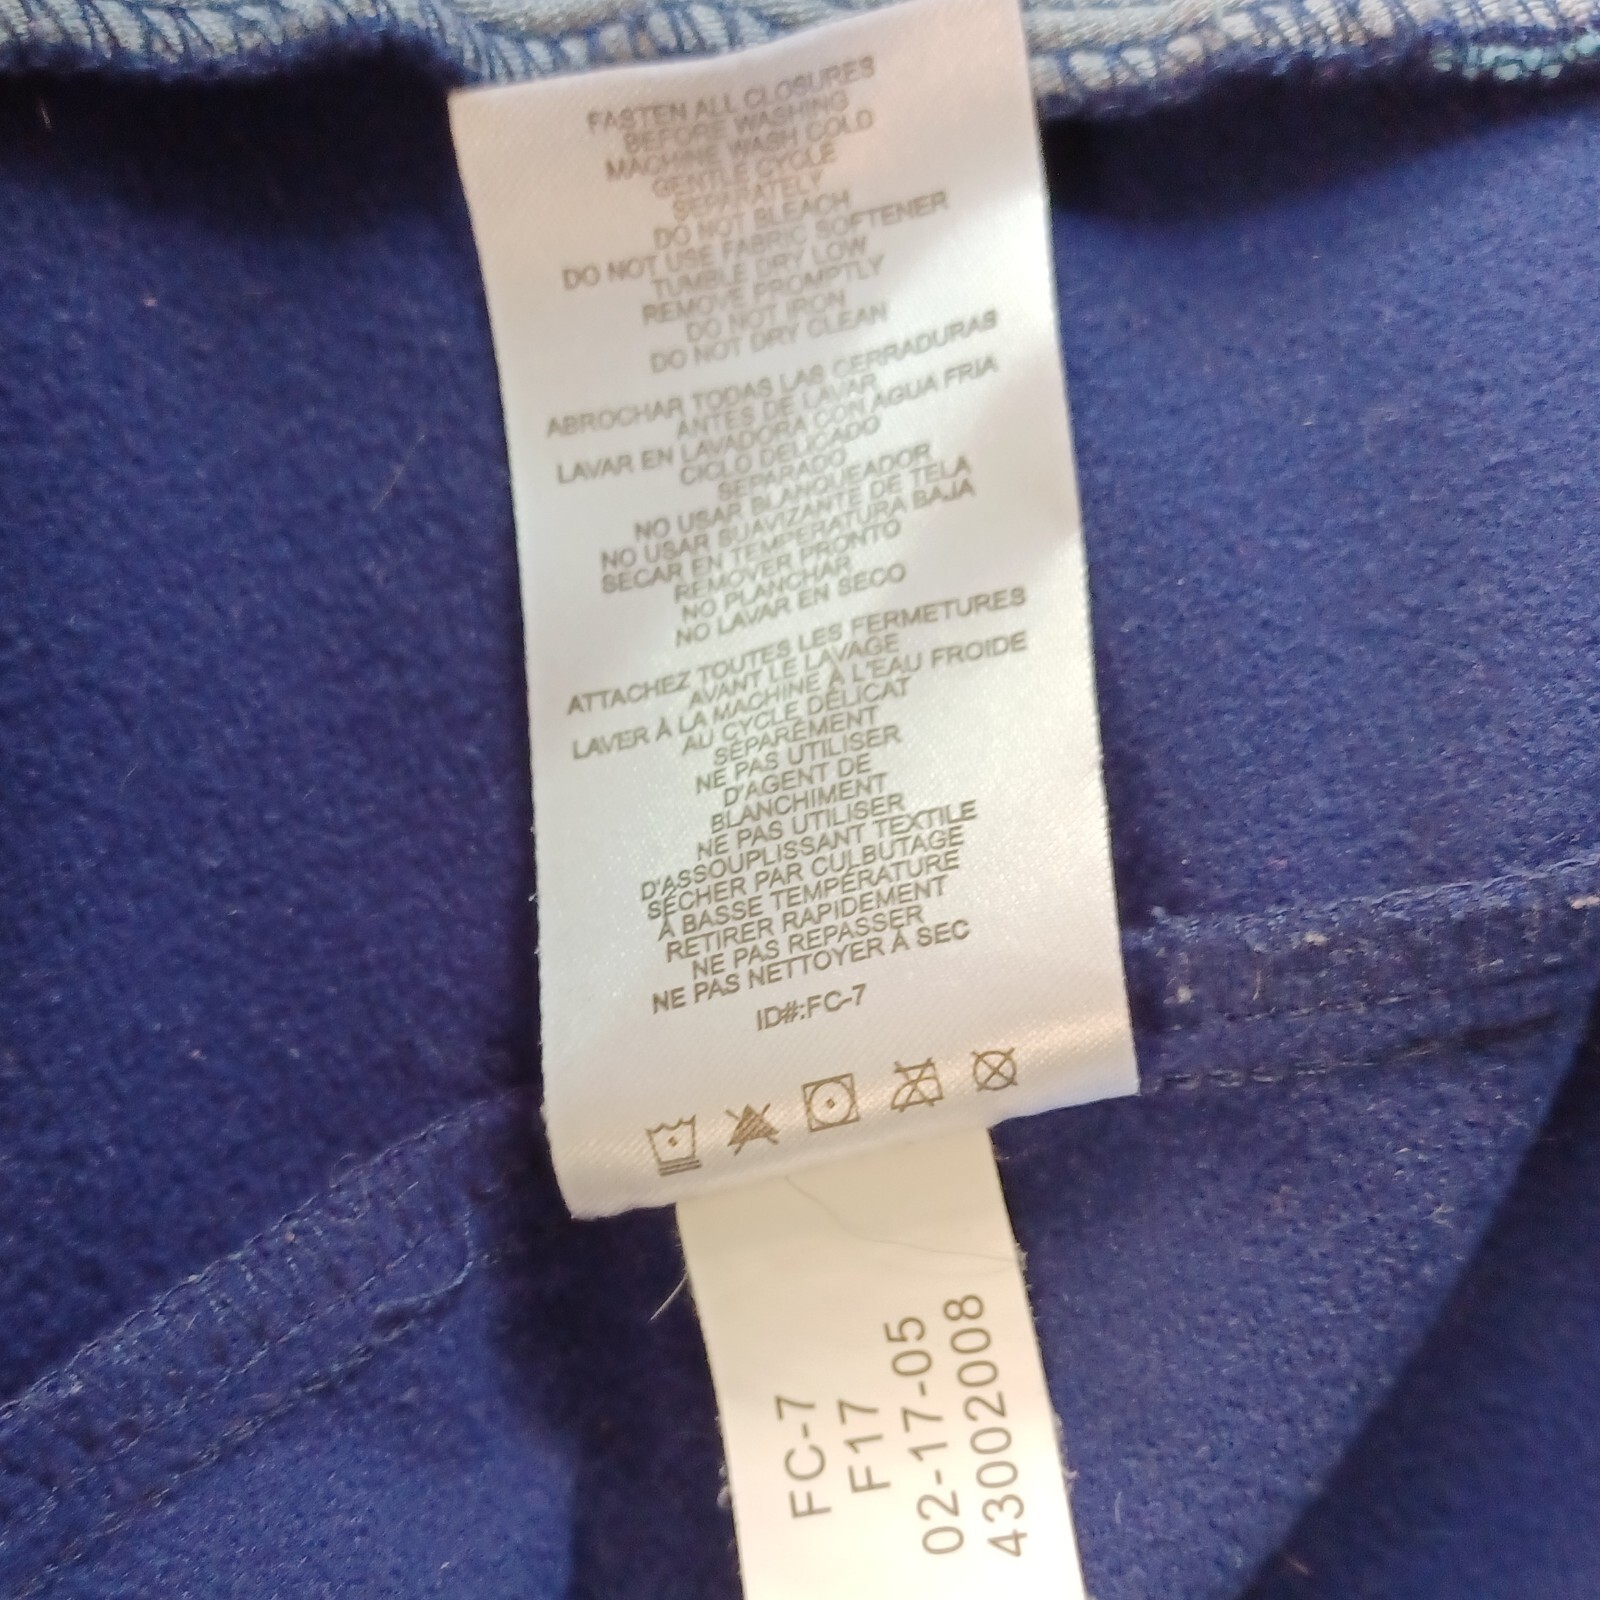 FASTEN ALL CLOSURES
BEFORE WASHING
MACHINE WASH COLD
GENTLE CYCLE
SEPARATELY
DO NOT BLEACH
DO NOT USE FABRIC SOFTENER
TUMBLE DRY LOW
REMOVE PROMPTLY
DO NOT IRON
DO NOT DRY CLEAN
ABROCHAR TODAS LAS CERRADURAS
ANTES DE LAVAR
LAVAR EN LAVADORA CON AGUA FRIA
CICLO DELICADO
SEPARADO
NO USAR BLANQUEADOR
NO USAR SUAVIZANTE DE TELA
SECAR EN TEMPERATURA BAJA
REMOVER PRONTO
NO PLANCHAR
NO LAVAR EN SECO
ATTACHEZ TOUTES LES FERMETURES
AVANT LE LAVAGE
LAVER À LA MACHINE À L'EAU FROIDE
AU CYCLE DÉLICAT
SÉPARÉMENT
NE PAS UTILISER
D'AGENT DE
BLANCHIMENT
NE PAS UTILISER
D'ASSOUPLISSANT TEXTILE
SÉCHER PAR CULBUTAGE
À BASSE TEMPÉRATURE
RETIRER RAPIDEMENT
NE PAS REPASSER
NE PAS NETTOYER À SEC
ID#:FC-7
FC-7
F17
02-17-05
43002008